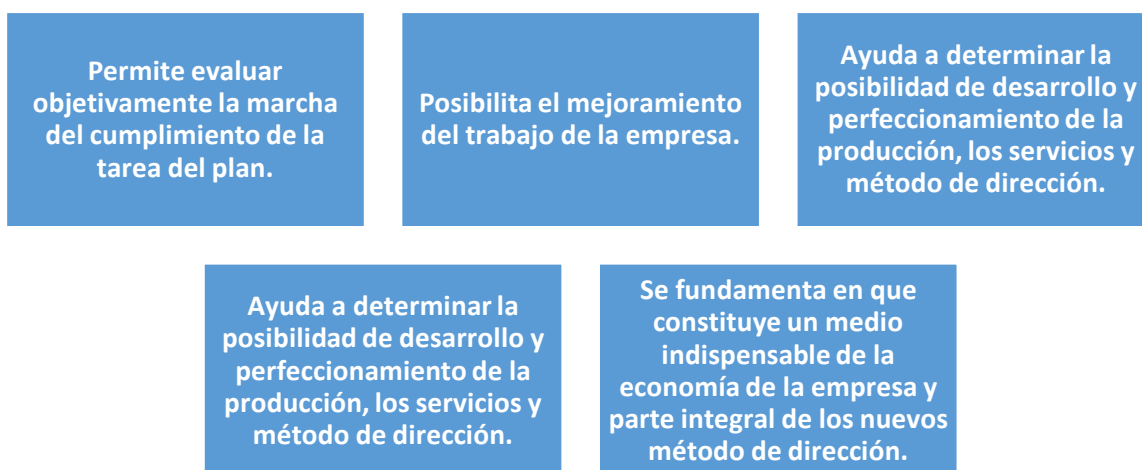 Permite evaluar
objetivamente la marcha
del cumplimiento de la
tarea del plan.
Posibilita el mejoramiento
del trabajo de la empresa.
Ayuda a determinar la
posibilidad de desarrollo y
perfeccionamiento de la
producción, los servicios y
método de dirección.
Ayuda a determinar la
posibilidad de desarrollo y
perfeccionamiento de la
producción, los servicios y
método de dirección.
Se fundamenta en que
constituye un medio
indispensable de la
economía de la empresa y
parte integral de los nuevos
método de dirección.